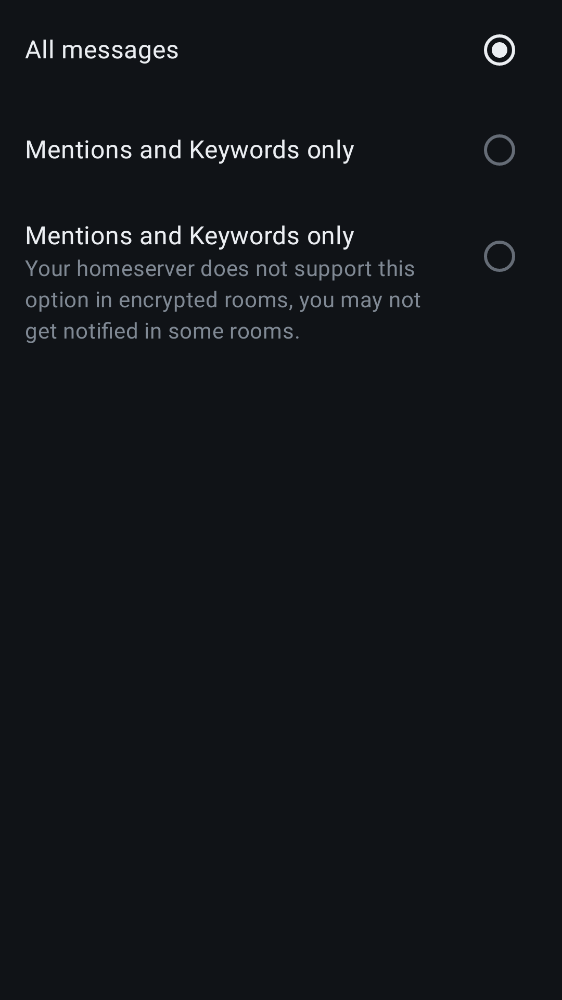 All messages
Mentions and Keywords only
Mentions and Keywords only
Your homeserver does not support this
option in encrypted rooms, you may not
get notified in some rooms.